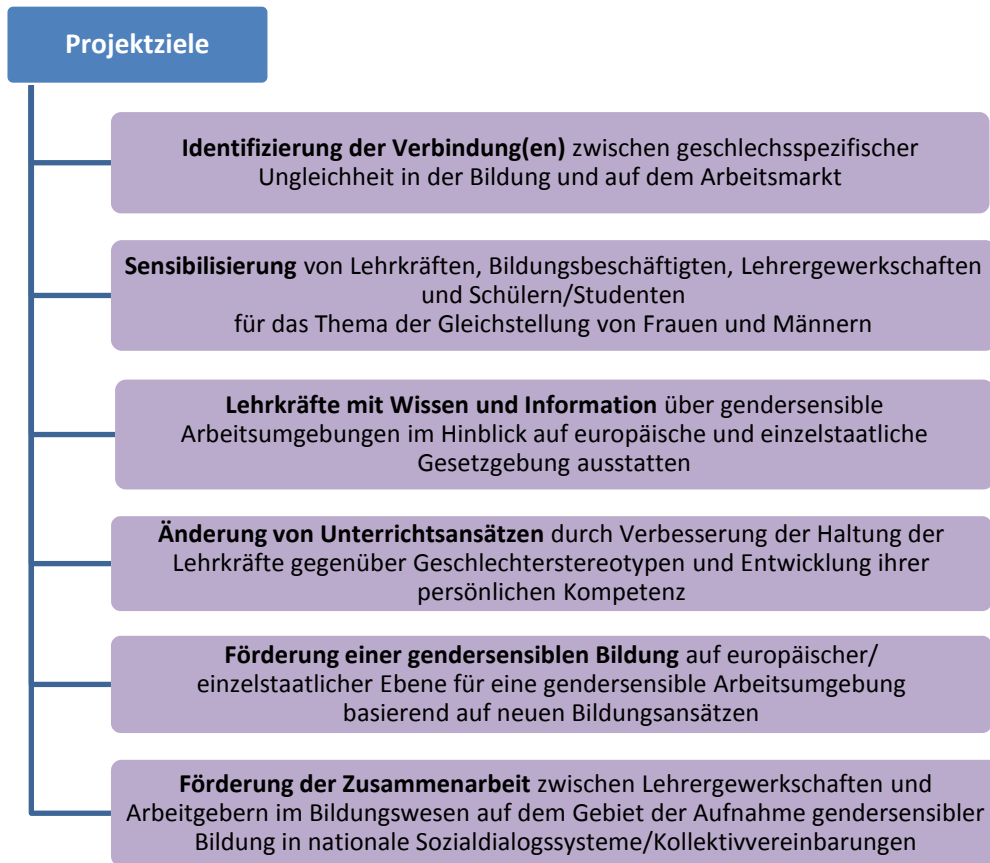 Projektziele
Identifizierung der Verbindung(en) zwischen geschlechsspezifischer
Ungleichheit in der Bildung und auf dem Arbeitsmarkt
Sensibilisierung von Lehrkräften, Bildungsbeschäftigten, Lehrergewerkschaften
und Schülern/Studenten
für das Thema der Gleichstellung von Frauen und Männern
Lehrkräfte mit Wissen und Information über gendersensible
Arbeitsumgebungen im Hinblick auf europäische und einzelstaatliche
Gesetzgebung ausstatten
Änderung von Unterrichtsansätzen durch Verbesserung der Haltung der
Lehrkräfte gegenüber Geschlechterstereotypen und Entwicklung ihrer
persönlichen Kompetenz
Förderung einer gendersensiblen Bildung auf europäischer/
einzelstaatlicher Ebene für eine gendersensible Arbeitsumgebung
basierend auf neuen Bildungsansätzen
Förderung der Zusammenarbeit zwischen Lehrergewerkschaften und
Arbeitgebern im Bildungswesen auf dem Gebiet der Aufnahme gendersensibler
Bildung in nationale Sozialdialogssysteme/Kollektivvereinbarungen